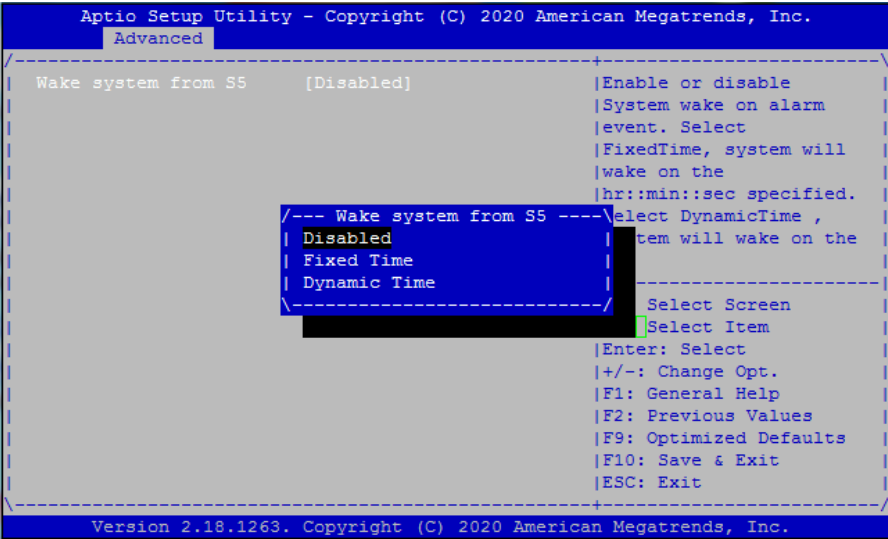 Aptio Setup Utility - Copyright (C) 2020 American Megatrends, Inc.
Advanced
Wake system from S5 [Disabled]
Enable or disable
System wake on alarm
event. Select
FixedTime, system will
wake on the
hr::min::sec specified.
elect DynamicTime ,
tem will wake on the
/--- Wake system from S5 ----\
Disabled
Fixed Time
Dynamic Time
Select Screen
Select Item
Enter: Select
+/-: Change Opt.
F1: General Help
F2: Previous Values
F9: Optimized Defaults
F10: Save & Exit
ESC: Exit
Version 2.18.1263. Copyright (C) 2020 American Megatrends, Inc.